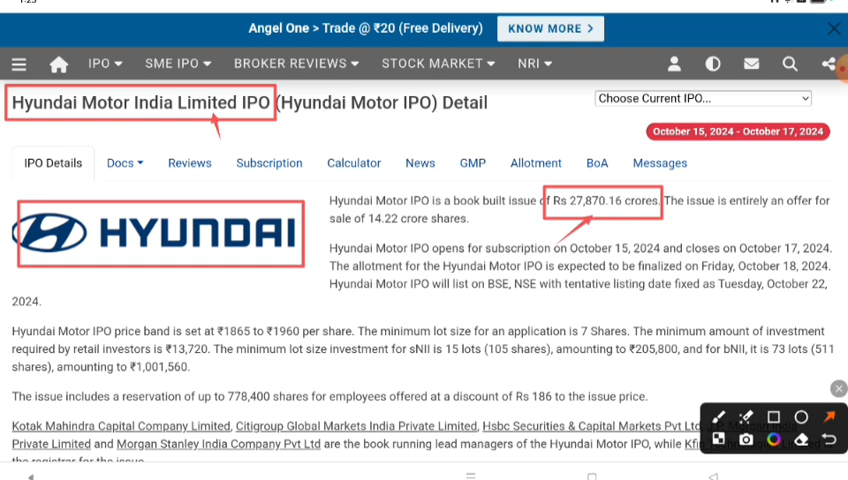 1:25
Angel One > Trade @ ₹20 (Free Delivery) KNOW MORE >
IPO SME IPO BROKER REVIEWS STOCK MARKET NRI
Hyundai Motor India Limited IPO (Hyundai Motor IPO) Detail
Choose Current IPO...
October 15, 2024 - October 17, 2024
IPO Details Docs Reviews Subscription Calculator News GMP Allotment BoA Messages
HYUNDAI
Hyundai Motor IPO is a book built issue of Rs 27,870.16 crores. The issue is entirely an offer for
sale of 14.22 crore shares.
Hyundai Motor IPO opens for subscription on October 15, 2024 and closes on October 17, 2024.
The allotment for the Hyundai Motor IPO is expected to be finalized on Friday, October 18, 2024.
Hyundai Motor IPO will list on BSE, NSE with tentative listing date fixed as Tuesday, October 22,
2024.
Hyundai Motor IPO price band is set at ₹1865 to ₹1960 per share. The minimum lot size for an application is 7 Shares. The minimum amount of investment
required by retail investors is ₹13,720. The minimum lot size investment for sNII is 15 lots (105 shares), amounting to ₹205,800, and for bNII, it is 73 lots (511
shares), amounting to ₹1,001,560.
The issue includes a reservation of up to 778,400 shares for employees offered at a discount of Rs 186 to the issue price.
Kotak Mahindra Capital Company Limited, Citigroup Global Markets India Private Limited, Hsbc Securities & Capital Markets Pvt Ltd,
Private Limited and Morgan Stanley India Company Pvt Ltd are the book running lead managers of the Hyundai Motor IPO, while Kfin
the registrar for the issue.